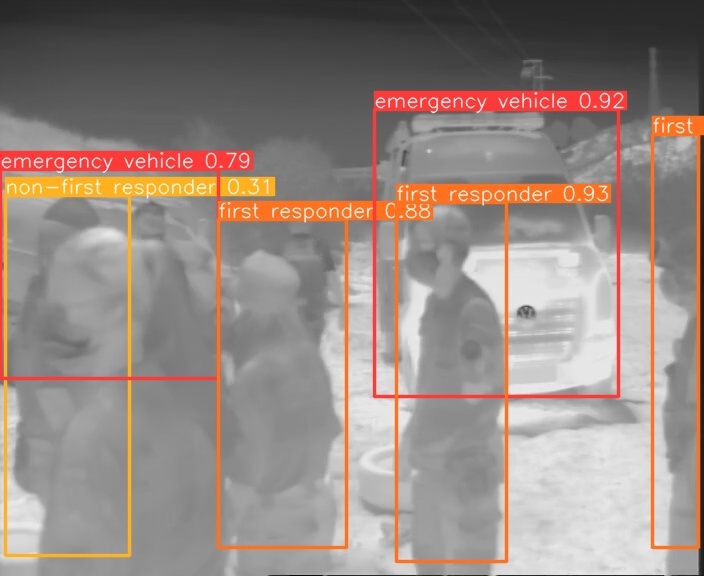 emergency vehicle 0.92
first
emergency vehicle 0.79
non-first responder 0.31
first responder 0.93
first responder 0.88